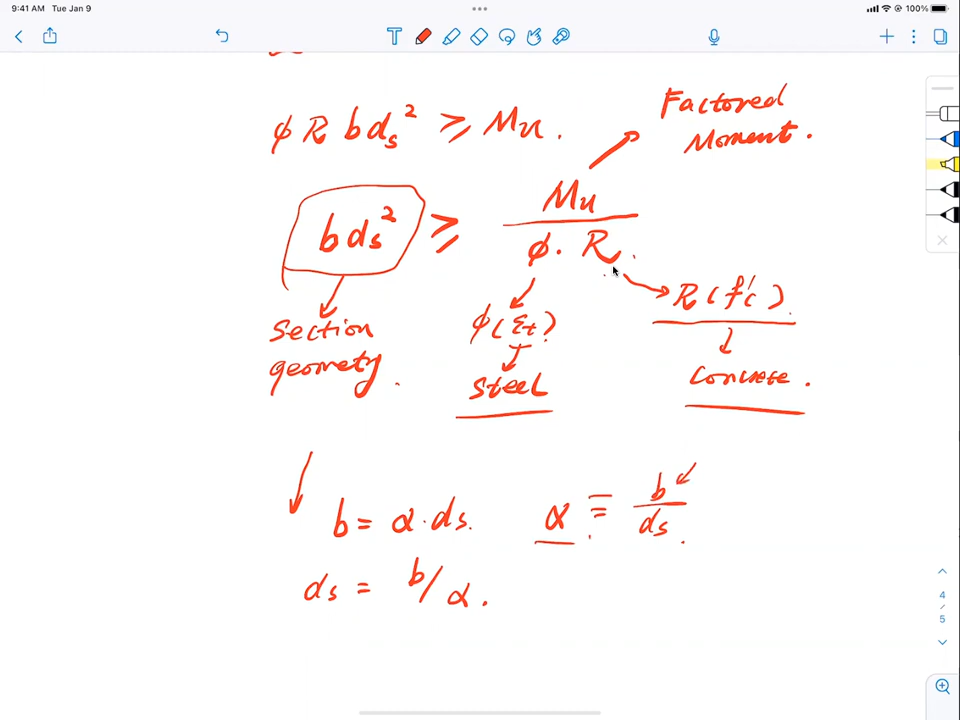 9:41 AM Tue Jan 9
100%
T
Factored
Moment.
ϕ R b ds² ⩾ Mu.
b ds² ⩾ Mu / ϕ · R.
ϕ(εt)
R(f'c).
Section
geomety.
Steel
Concrete.
b = α · ds. α ≡ b / ds.
ds = b/α.
4
/
5